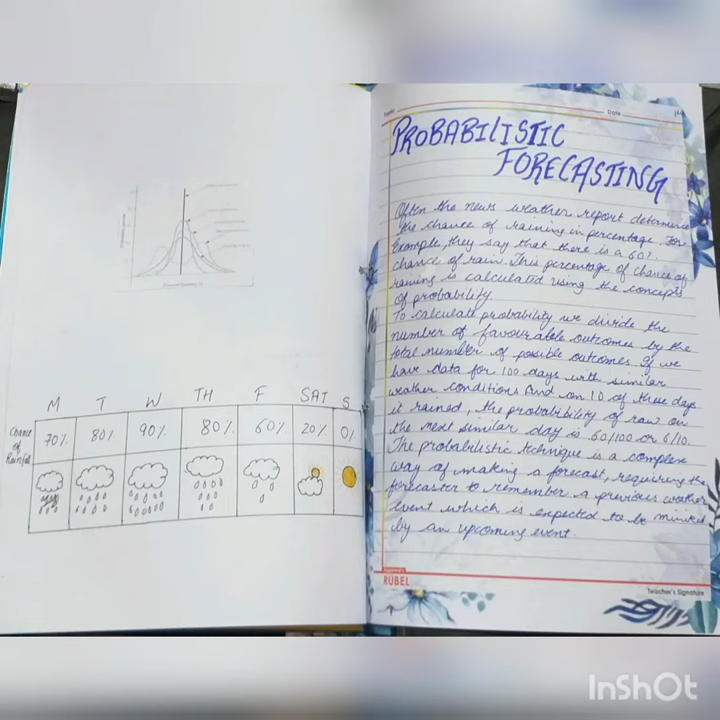 M T W TH F SAT S
Chance of Rainfall 70% 80% 90% 80% 60% 20% 0%
Date
PROBABILISTIC
FORECASTING
Often the news weather report determine
the chance of raining in percentage. For
Example, they say that there is a 60%.
chance of rain. This percentage of chance of
raining is calculated using the concepts
of probability.
To calculate probability we divide the
number of favourable outcomes by the
total number of possible outcomes. If we
have data for 100 days with similar
weather conditions And on 10 of these days
it rained, the probability of rain on
the next similar day is 60/100 or 6/10.
The probabilistic technique is a complex
way of making a forecast, requiring the
forecaster to remember a previous weather
event which is expected to be mimiced
by an upcoming event.
RUBEL
Teacher's Signature
InShOt